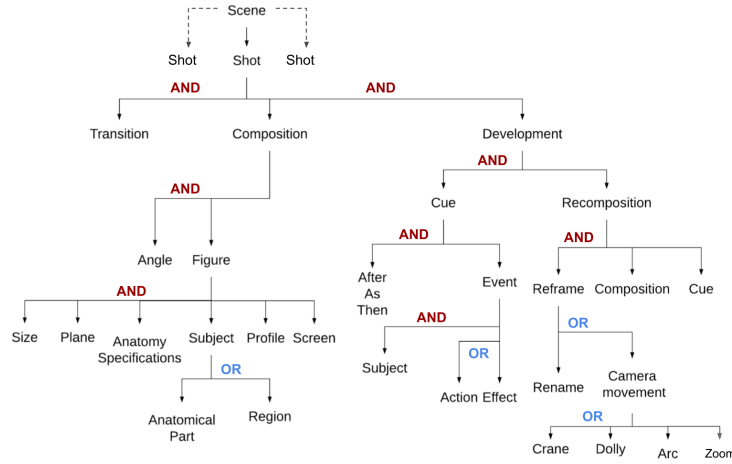 Scene
Shot Shot Shot
AND AND
Transition Composition Development
AND
AND
Cue Recomposition
AND AND
Angle Figure
After
As
Then
Event
Reframe Composition Cue
AND
Size Plane Anatomy
Specifications
Subject Profile Screen
AND
OR
OR
OR
Subject
Action Effect
Rename
Camera
movement
Anatomical
Part
Region
OR
Crane Dolly Arc Zoom